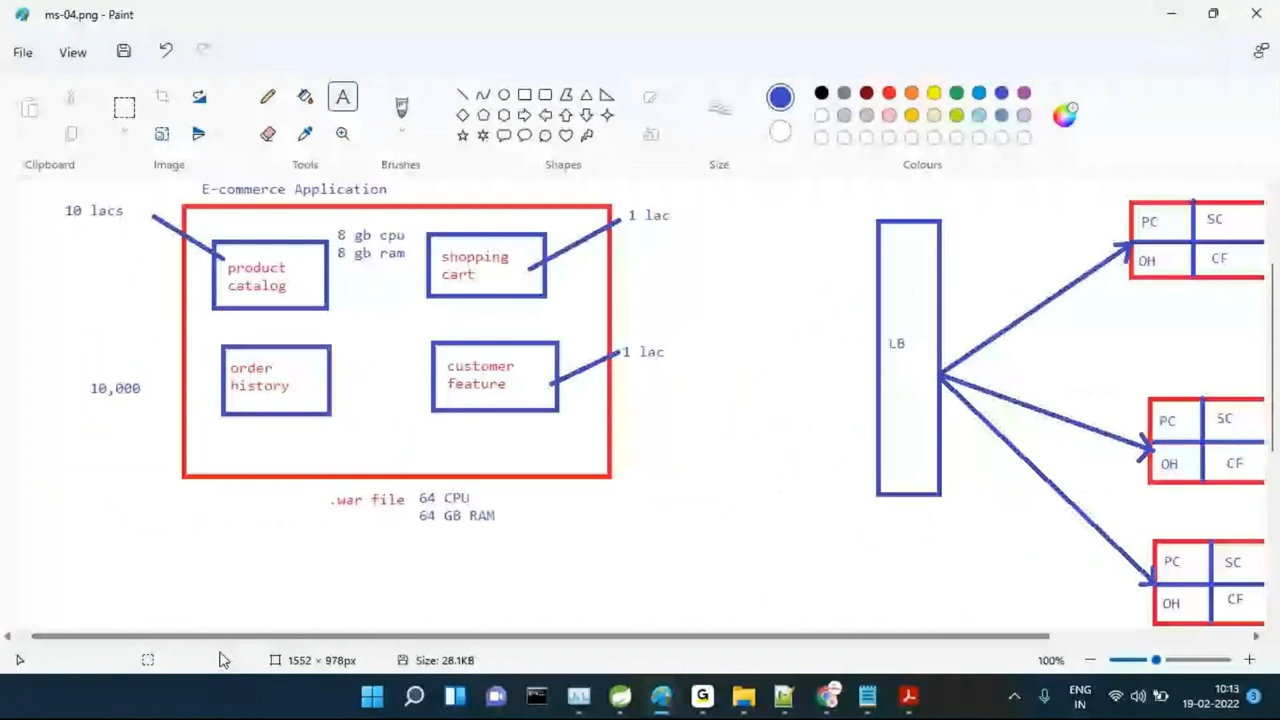 ms-04.png - Paint
File
View
Clipboard
Image
Tools
Brushes
Shapes
Size
Colours
E-commerce Application
10 lacs
1 lac
8 gb cpu
8 gb ram
product
catalog
shopping
cart
order
history
customer
feature
1 lac
10,000
.war file
64 CPU
64 GB RAM
LB
PC
SC
OH
CF
PC
SC
OH
CF
PC
SC
OH
CF
1552 × 978px
Size: 28.1KB
100%
ENG
IN
10:13
19-02-2022
3